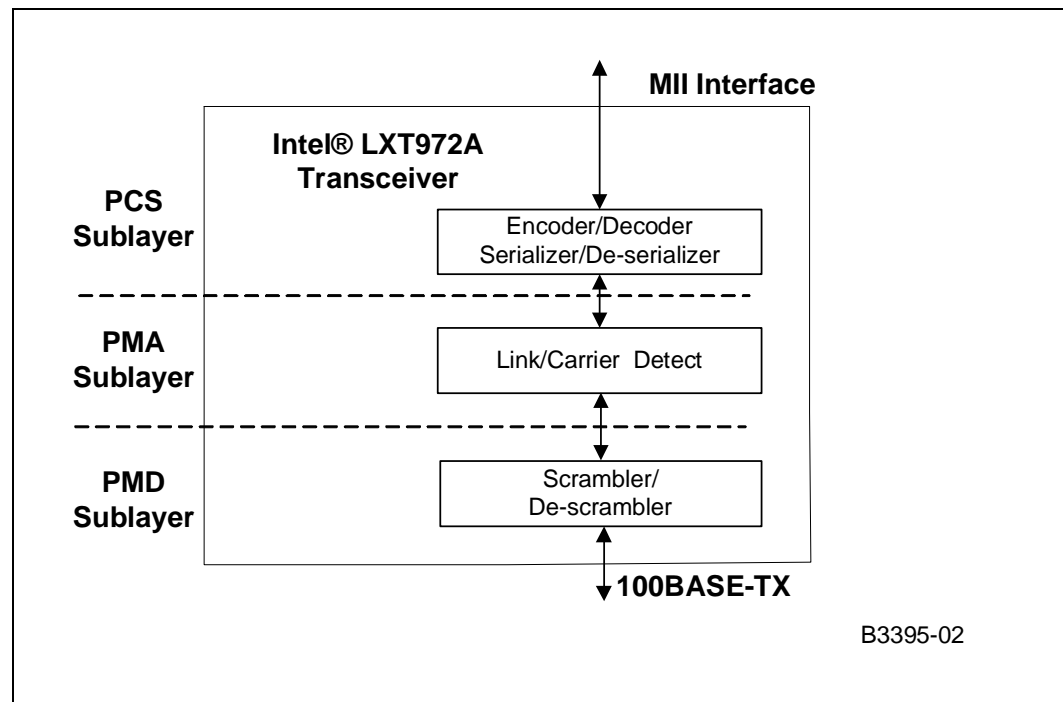 MII Interface
Intel® LXT972A
Transceiver
PCS
Sublayer
Encoder/Decoder
Serializer/De-serializer
PMA
Sublayer
Link/Carrier Detect
PMD
Sublayer
Scrambler/
De-scrambler
100BASE-TX
B3395-02